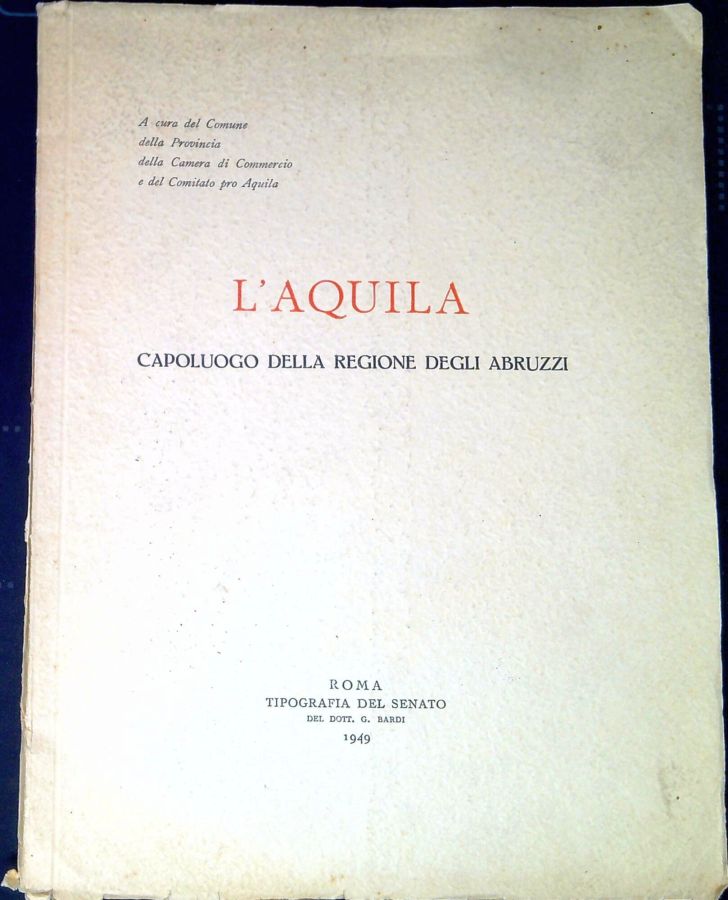 A cura del Comune
della Provincia
della Camera di Commercio
e del Comitato pro Aquila
L'AQUILA
CAPOLUOGO DELLA REGIONE DEGLI ABRUZZI
ROMA
TIPOGRAFIA DEL SENATO
DEL DOTT. G. BARDI
1949